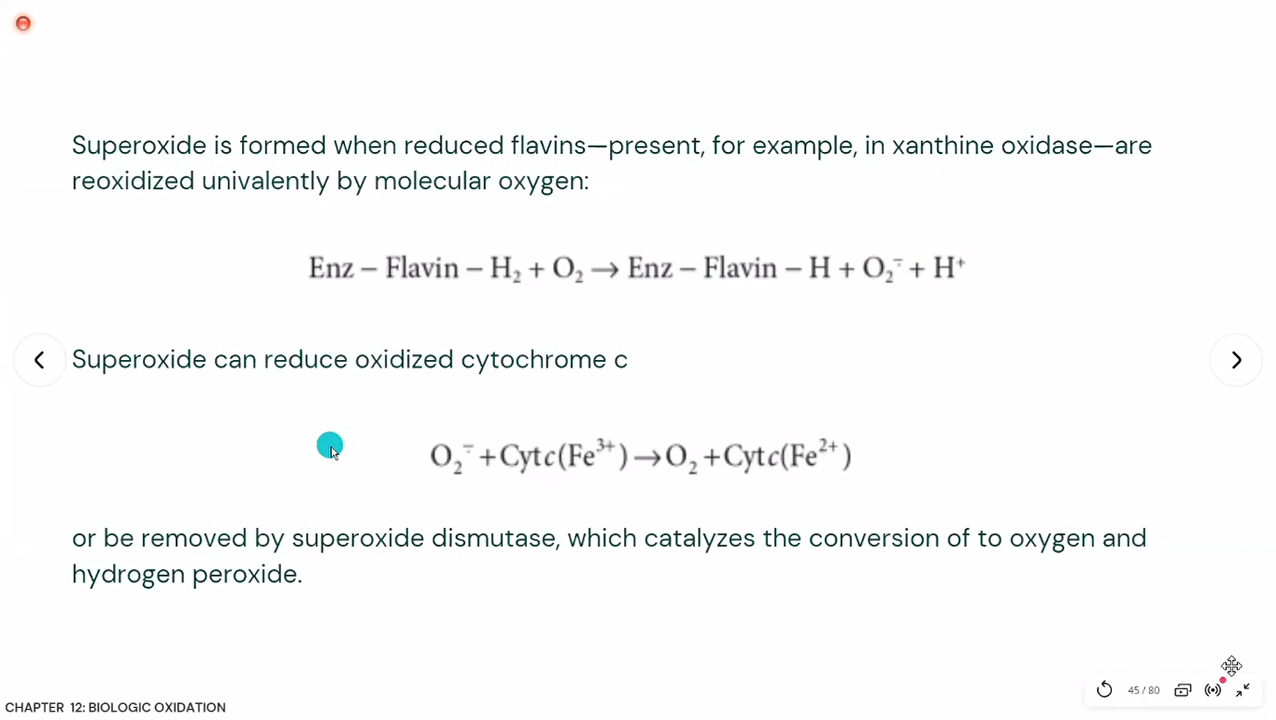 Superoxide is formed when reduced flavins—present, for example, in xanthine oxidase—are
reoxidized univalently by molecular oxygen:
Enz – Flavin – H₂ + O₂ → Enz – Flavin – H + O₂⁻ + H⁺
Superoxide can reduce oxidized cytochrome c
O₂⁻ +Cytc(Fe³⁺)→O₂ +Cytc(Fe²⁺)
or be removed by superoxide dismutase, which catalyzes the conversion of to oxygen and
hydrogen peroxide.
45 / 80
CHAPTER 12: BIOLOGIC OXIDATION